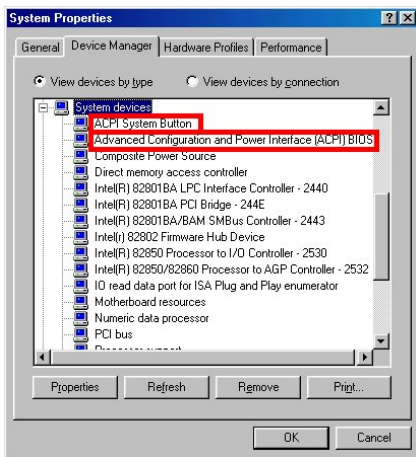 System Properties
General Device Manager Hardware Profiles Performance
View devices by type View devices by connection
System devices
ACPI System Button
Advanced Configuration and Power Interface (ACPI) BIOS
Composite Power Source
Direct memory access controller
Intel(R) 82801BA LPC Interface Controller - 2440
Intel(R) 82801BA PCI Bridge - 244E
Intel(R) 82801BA/BAM SMBus Controller - 2443
Intel(r) 82802 Firmware Hub Device
Intel(R) 82850 Processor to I/O Controller - 2530
Intel(R) 82850/82860 Processor to AGP Controller - 2532
IO read data port for ISA Plug and Play enumerator
Motherboard resources
Numeric data processor
PCI bus
Processor support
Properties Refresh Remove Print...
OK Cancel